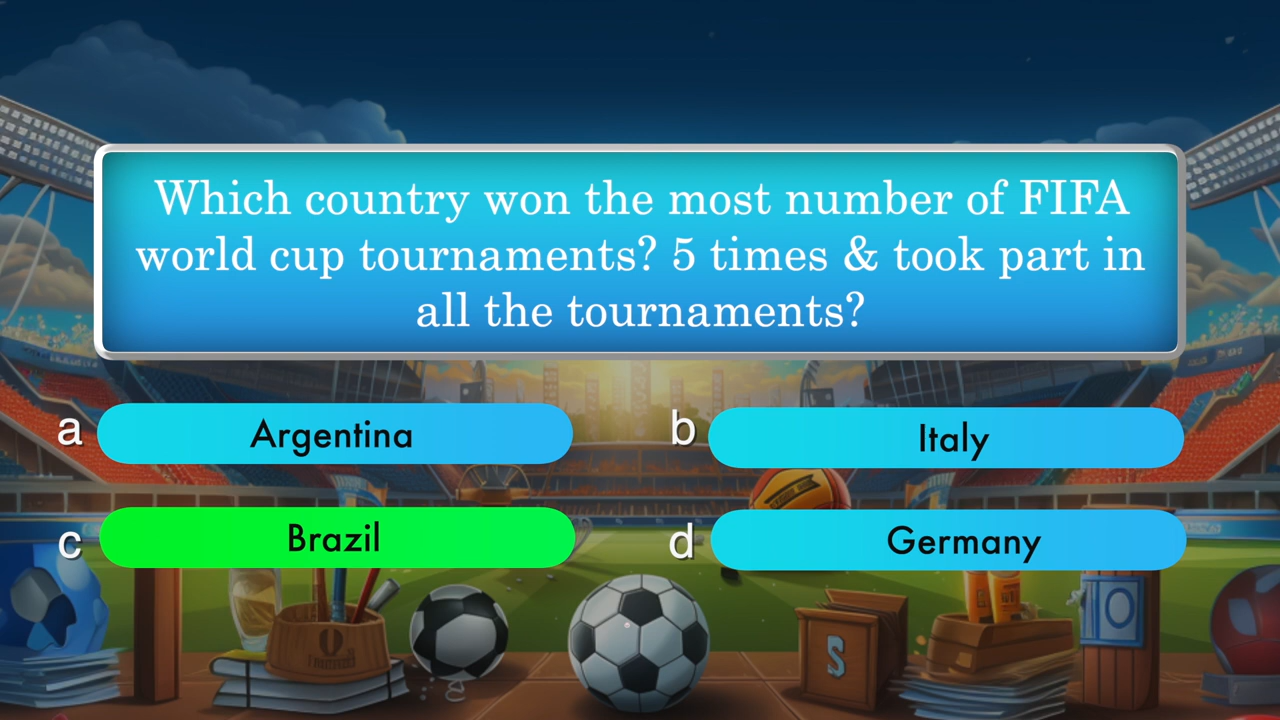 Which country won the most number of FIFA
world cup tournaments? 5 times & took part in
all the tournaments?
a Argentina
b Italy
c Brazil
d Germany
S